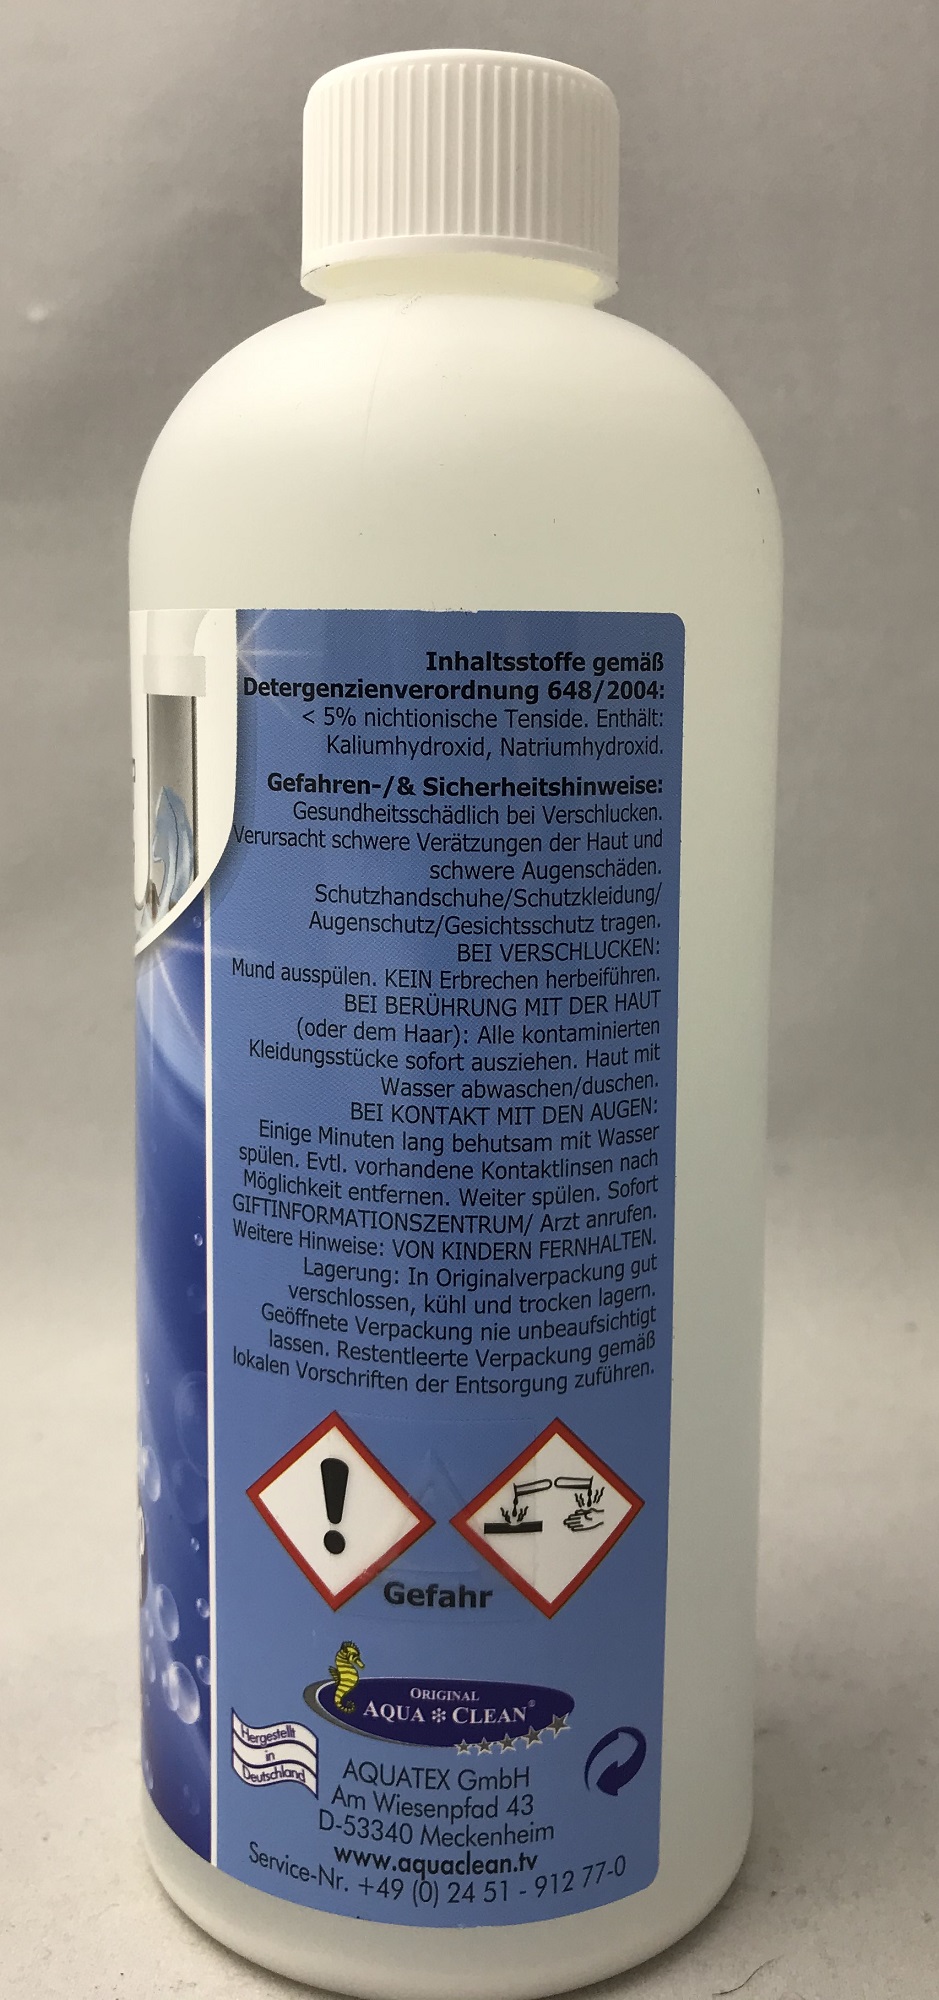 Inhaltsstoffe gemäß
Detergenzienverordnung 648/2004:
< 5% nichtionische Tenside. Enthält:
Kaliumhydroxid, Natriumhydroxid.
Gefahren-/& Sicherheitshinweise:
Gesundheitsschädlich bei Verschlucken.
Verursacht schwere Verätzungen der Haut und
schwere Augenschäden.
Schutzhandschuhe/Schutzkleidung/
Augenschutz/Gesichtsschutz tragen.
BEI VERSCHLUCKEN:
Mund ausspülen. KEIN Erbrechen herbeiführen.
BEI BERÜHRUNG MIT DER HAUT
(oder dem Haar): Alle kontaminierten
Kleidungsstücke sofort ausziehen. Haut mit
Wasser abwaschen/duschen.
BEI KONTAKT MIT DEN AUGEN:
Einige Minuten lang behutsam mit Wasser
spülen. Evtl. vorhandene Kontaktlinsen nach
Möglichkeit entfernen. Weiter spülen. Sofort
GIFTINFORMATIONSZENTRUM/ Arzt anrufen.
Weitere Hinweise: VON KINDERN FERNHALTEN.
Lagerung: In Originalverpackung gut
verschlossen, kühl und trocken lagern.
Geöffnete Verpackung nie unbeaufsichtigt
lassen. Restentleerte Verpackung gemäß
lokalen Vorschriften der Entsorgung zuführen.
Gefahr
ORIGINAL
AQUA CLEAN®
Hergestellt
in
Deutschland
AQUATEX GmbH
Am Wiesenpfad 43
D-53340 Meckenheim
www.aquaclean.tv
Service-Nr. +49 (0) 24 51 - 912 77-0